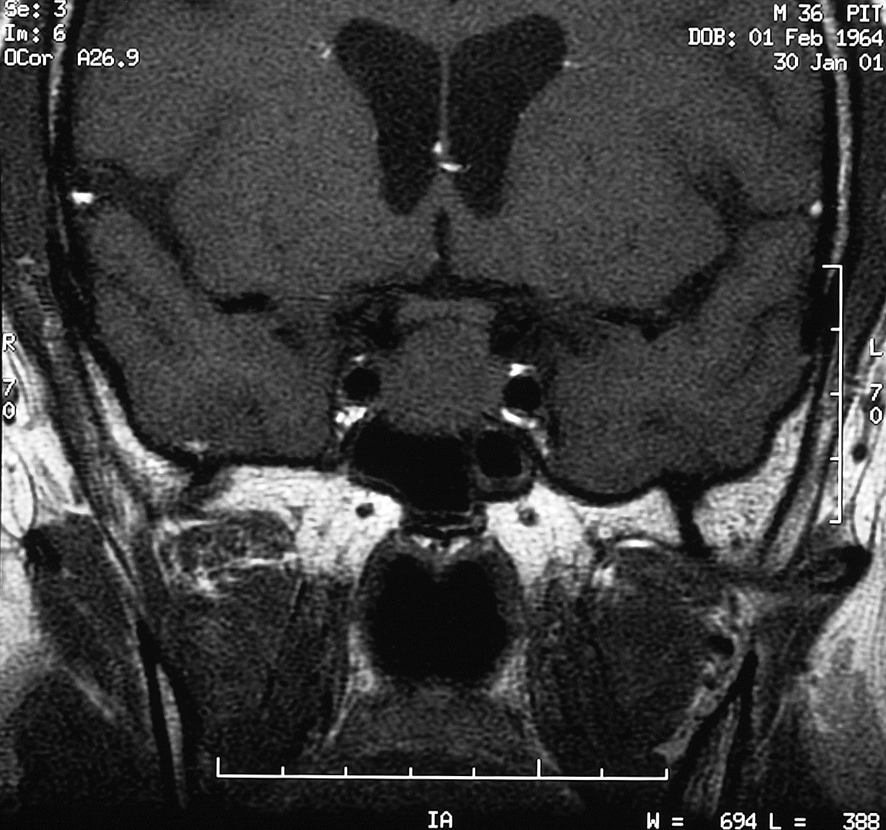 Se: 3
Im: 6
OCor A26.9
M 36 PIT
DOB: 01 Feb 1964
30 Jan 01
R
70
L
70
IA
W = 694 L = 388